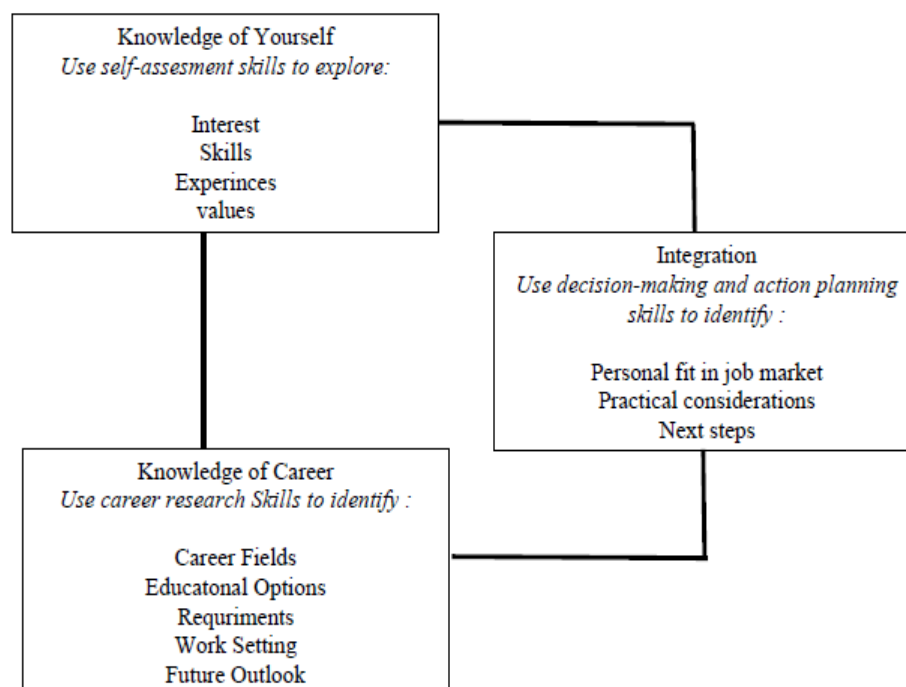 Knowledge of Yourself
Use self-assesment skills to explore:
Interest
Skills
Experinces
values
Integration
Use decision-making and action planning
skills to identify :
Personal fit in job market
Practical considerations
Next steps
Knowledge of Career
Use career research Skills to identify :
Career Fields
Educatonal Options
Requriments
Work Setting
Future Outlook